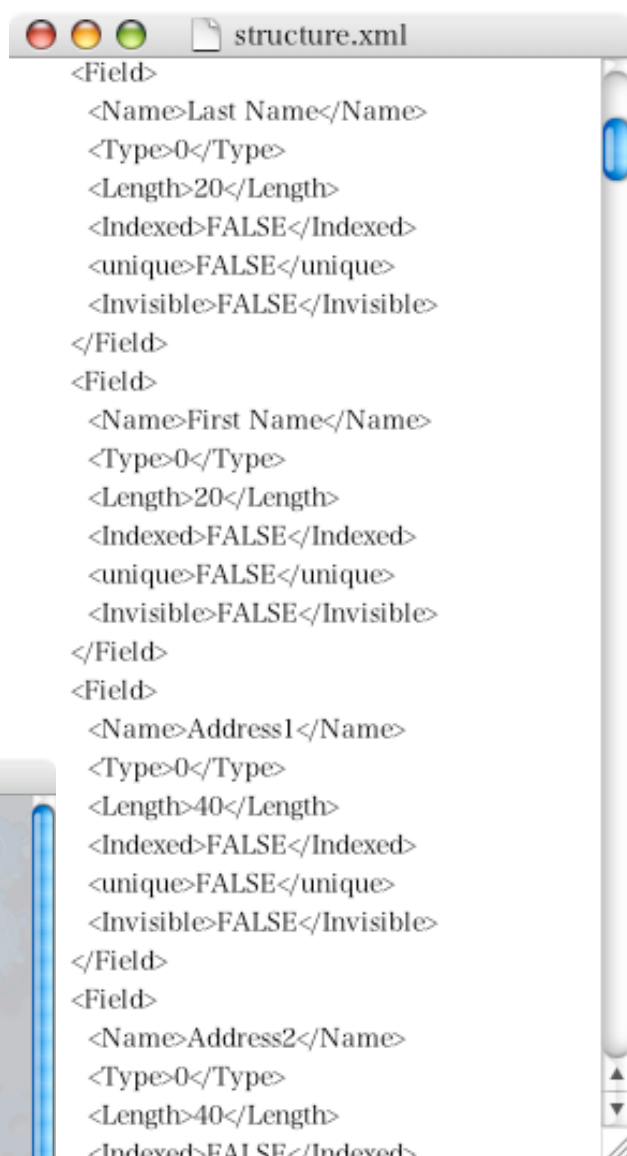 structure.xml
<Field>
<Name>Last Name</Name>
<Type>0</Type>
<Length>20</Length>
<Indexed>FALSE</Indexed>
<unique>FALSE</unique>
<Invisible>FALSE</Invisible>
</Field>
<Field>
<Name>First Name</Name>
<Type>0</Type>
<Length>20</Length>
<Indexed>FALSE</Indexed>
<unique>FALSE</unique>
<Invisible>FALSE</Invisible>
</Field>
<Field>
<Name>Address1</Name>
<Type>0</Type>
<Length>40</Length>
<Indexed>FALSE</Indexed>
<unique>FALSE</unique>
<Invisible>FALSE</Invisible>
</Field>
<Field>
<Name>Address2</Name>
<Type>0</Type>
<Length>40</Length>
<Indexed>FALSE</Indexed>